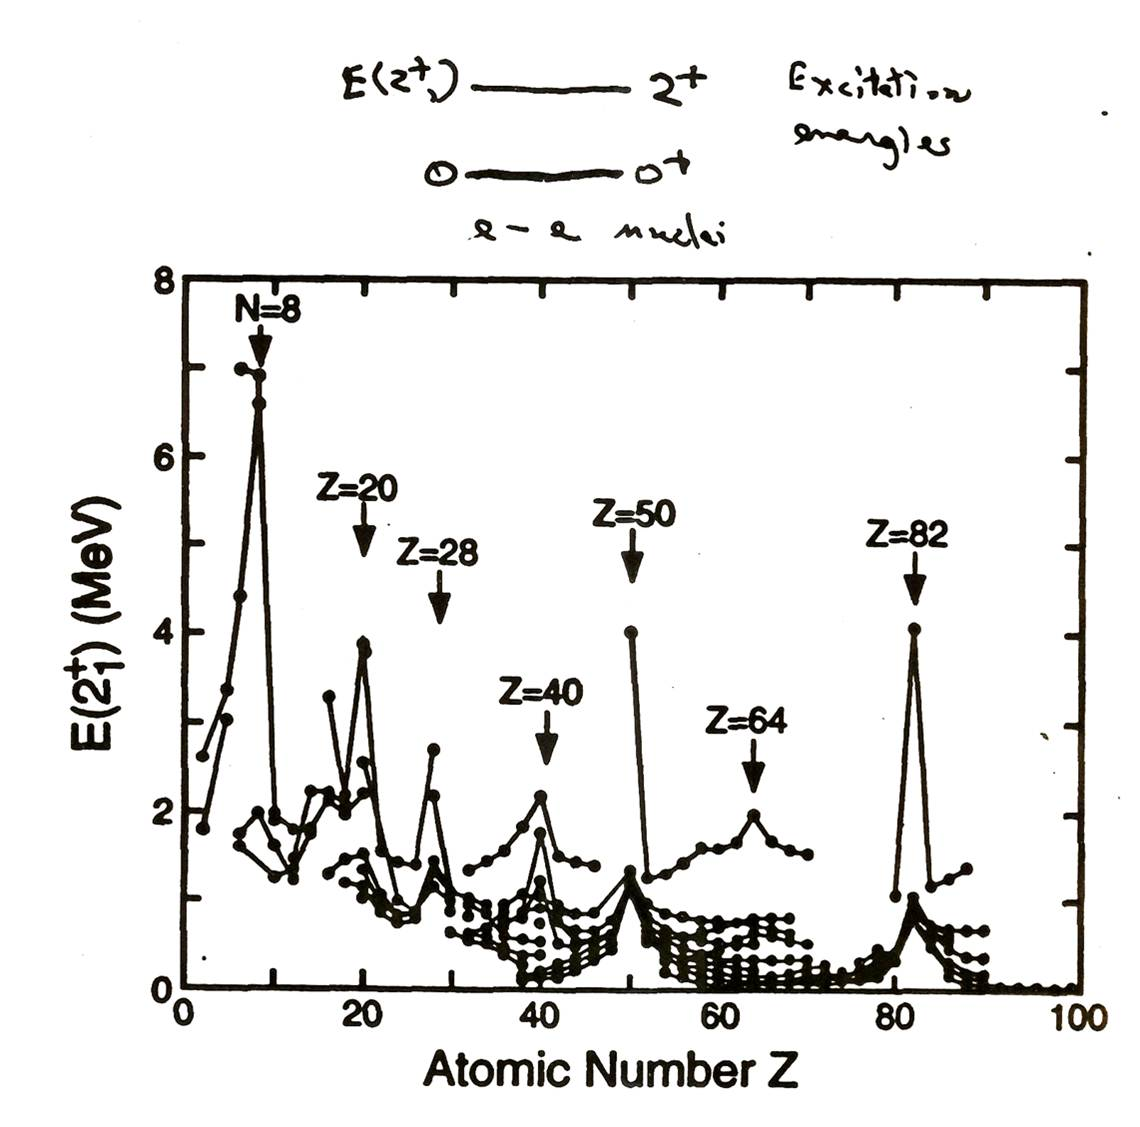 E(2⁺₁) 2⁺ Excitation
energies
0 0⁺
e-e nuclei
8
N=8
6
Z=20
Z=50
Z=82
Z=28
4
Z=40
Z=64
2
0
E(2⁺₁) (MeV)
0 20 40 60 80 100
Atomic Number Z